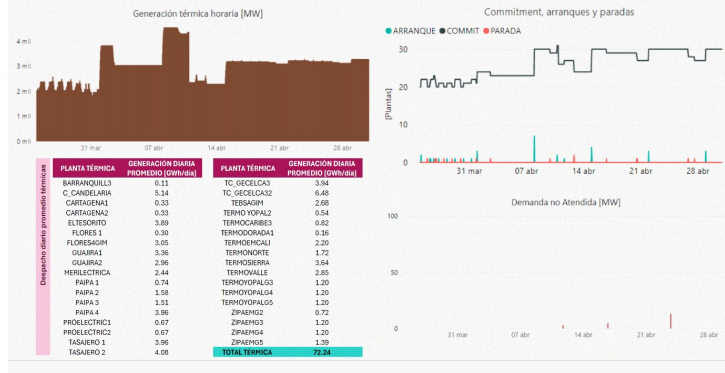 Generación térmica horaria [MW]
4 mil
3 mil
2 mil
1 mil
0 mil
31 mar 07 abr 14 abr 21 abr 28 abr
Commitment, arranques y paradas
ARRANQUE COMMIT PARADA
[Plantas]
30
20
10
0
31 mar 07 abr 14 abr 21 abr 28 abr
Despacho diario promedio térmicas
PLANTA TÉRMICA GENERACIÓN DIARIA PROMEDIO [GWh/día]
BARRANQUILL3 0.11
C_CANDELARIA 5.14
CARTAGENA1 0.33
CARTAGENA2 0.33
ELTESORITO 3.89
FLORES 1 0.30
FLORES4GIM 3.05
GUAJIRA1 3.36
GUAJIRA2 2.96
MERILECTRICA 2.44
PAIPA 1 0.74
PAIPA 2 1.58
PAIPA 3 1.51
PAIPA 4 3.96
PROELECTRIC1 0.67
PROELECTRIC2 0.67
TASAJERO 1 3.96
TASAJERO 2 4.08
PLANTA TÉRMICA GENERACIÓN DIARIA PROMEDIO [GWh/día]
TC_GECELCA3 3.94
TC_GECELCA32 6.48
TEBSAGIM 2.68
TERMO YOPAL2 0.54
TERMOCARIBE3 0.82
TERMODORADA1 0.16
TERMOEMCALI 2.20
TERMONORTE 1.72
TERMOSIERRA 3.64
TERMOVALLE 2.85
TERMOYOPALG3 1.20
TERMOYOPALG4 1.20
TERMOYOPALG5 1.20
ZIPAEMG2 0.72
ZIPAEMG3 1.20
ZIPAEMG4 1.20
ZIPAEMG5 1.39
TOTAL TÉRMICA 72.24
Demanda no Atendida [MW]
100
50
0
31 mar 07 abr 14 abr 21 abr 28 abr